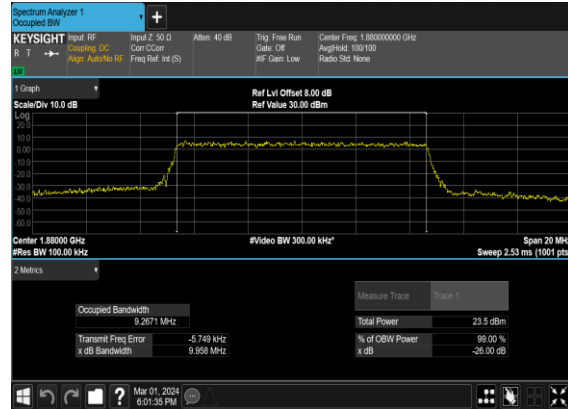 Spectrum Analyzer 1
Occupied BW
KEYSIGHT
R T
Input: RF
Coupling: DC
Align: Auto/No RF
Input Z: 50 Ω
Corr CCorr
Freq Ref: Int (S)
Atten: 40 dB
Trig: Free Run
Gate: Off
#IF Gain: Low
Center Freq: 1.880000000 GHz
Avg|Hold: 100/100
Radio Std: None
1 Graph
Scale/Div 10.0 dB
Ref Lvl Offset 8.00 dB
Ref Value 30.00 dBm
Log
20.0
10.0
0.00
-10.0
-20.0
-30.0
-40.0
-50.0
-60.0
Center 1.88000 GHz
#Res BW 100.00 kHz
#Video BW 300.00 kHz*
Span 20 MHz
Sweep 2.53 ms (1001 pts
2 Metrics
Measure Trace
Trace 1
Occupied Bandwidth
9.2671 MHz
Total Power
23.5 dBm
Transmit Freq Error
-5.749 kHz
% of OBW Power
99.00 %
x dB Bandwidth
9.958 MHz
x dB
-26.00 dB
?
Mar 01, 2024
6:01:35 PM